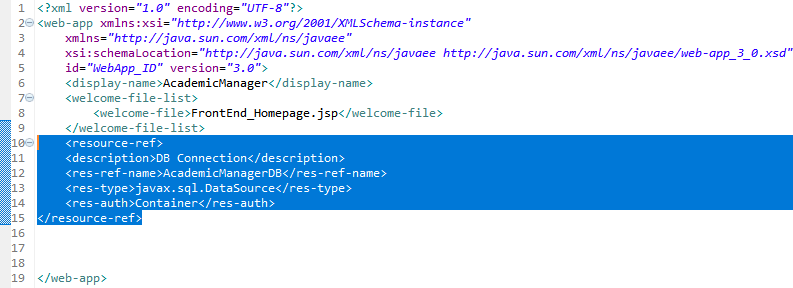 1 <?xml version="1.0" encoding="UTF-8"?>
2 <web-app xmlns:xsi="http://www.w3.org/2001/XMLSchema-instance"
3 xmlns="http://java.sun.com/xml/ns/javaee"
4 xsi:schemaLocation="http://java.sun.com/xml/ns/javaee http://java.sun.com/xml/ns/javaee/web-app_3_0.xsd"
5 id="WebApp_ID" version="3.0">
6 <display-name>AcademicManager</display-name>
7 <welcome-file-list>
8 <welcome-file>FrontEnd_Homepage.jsp</welcome-file>
9 </welcome-file-list>
10 <resource-ref>
11 <description>DB Connection</description>
12 <res-ref-name>AcademicManagerDB</res-ref-name>
13 <res-type>javax.sql.DataSource</res-type>
14 <res-auth>Container</res-auth>
15 </resource-ref>
16
17
18
19 </web-app>